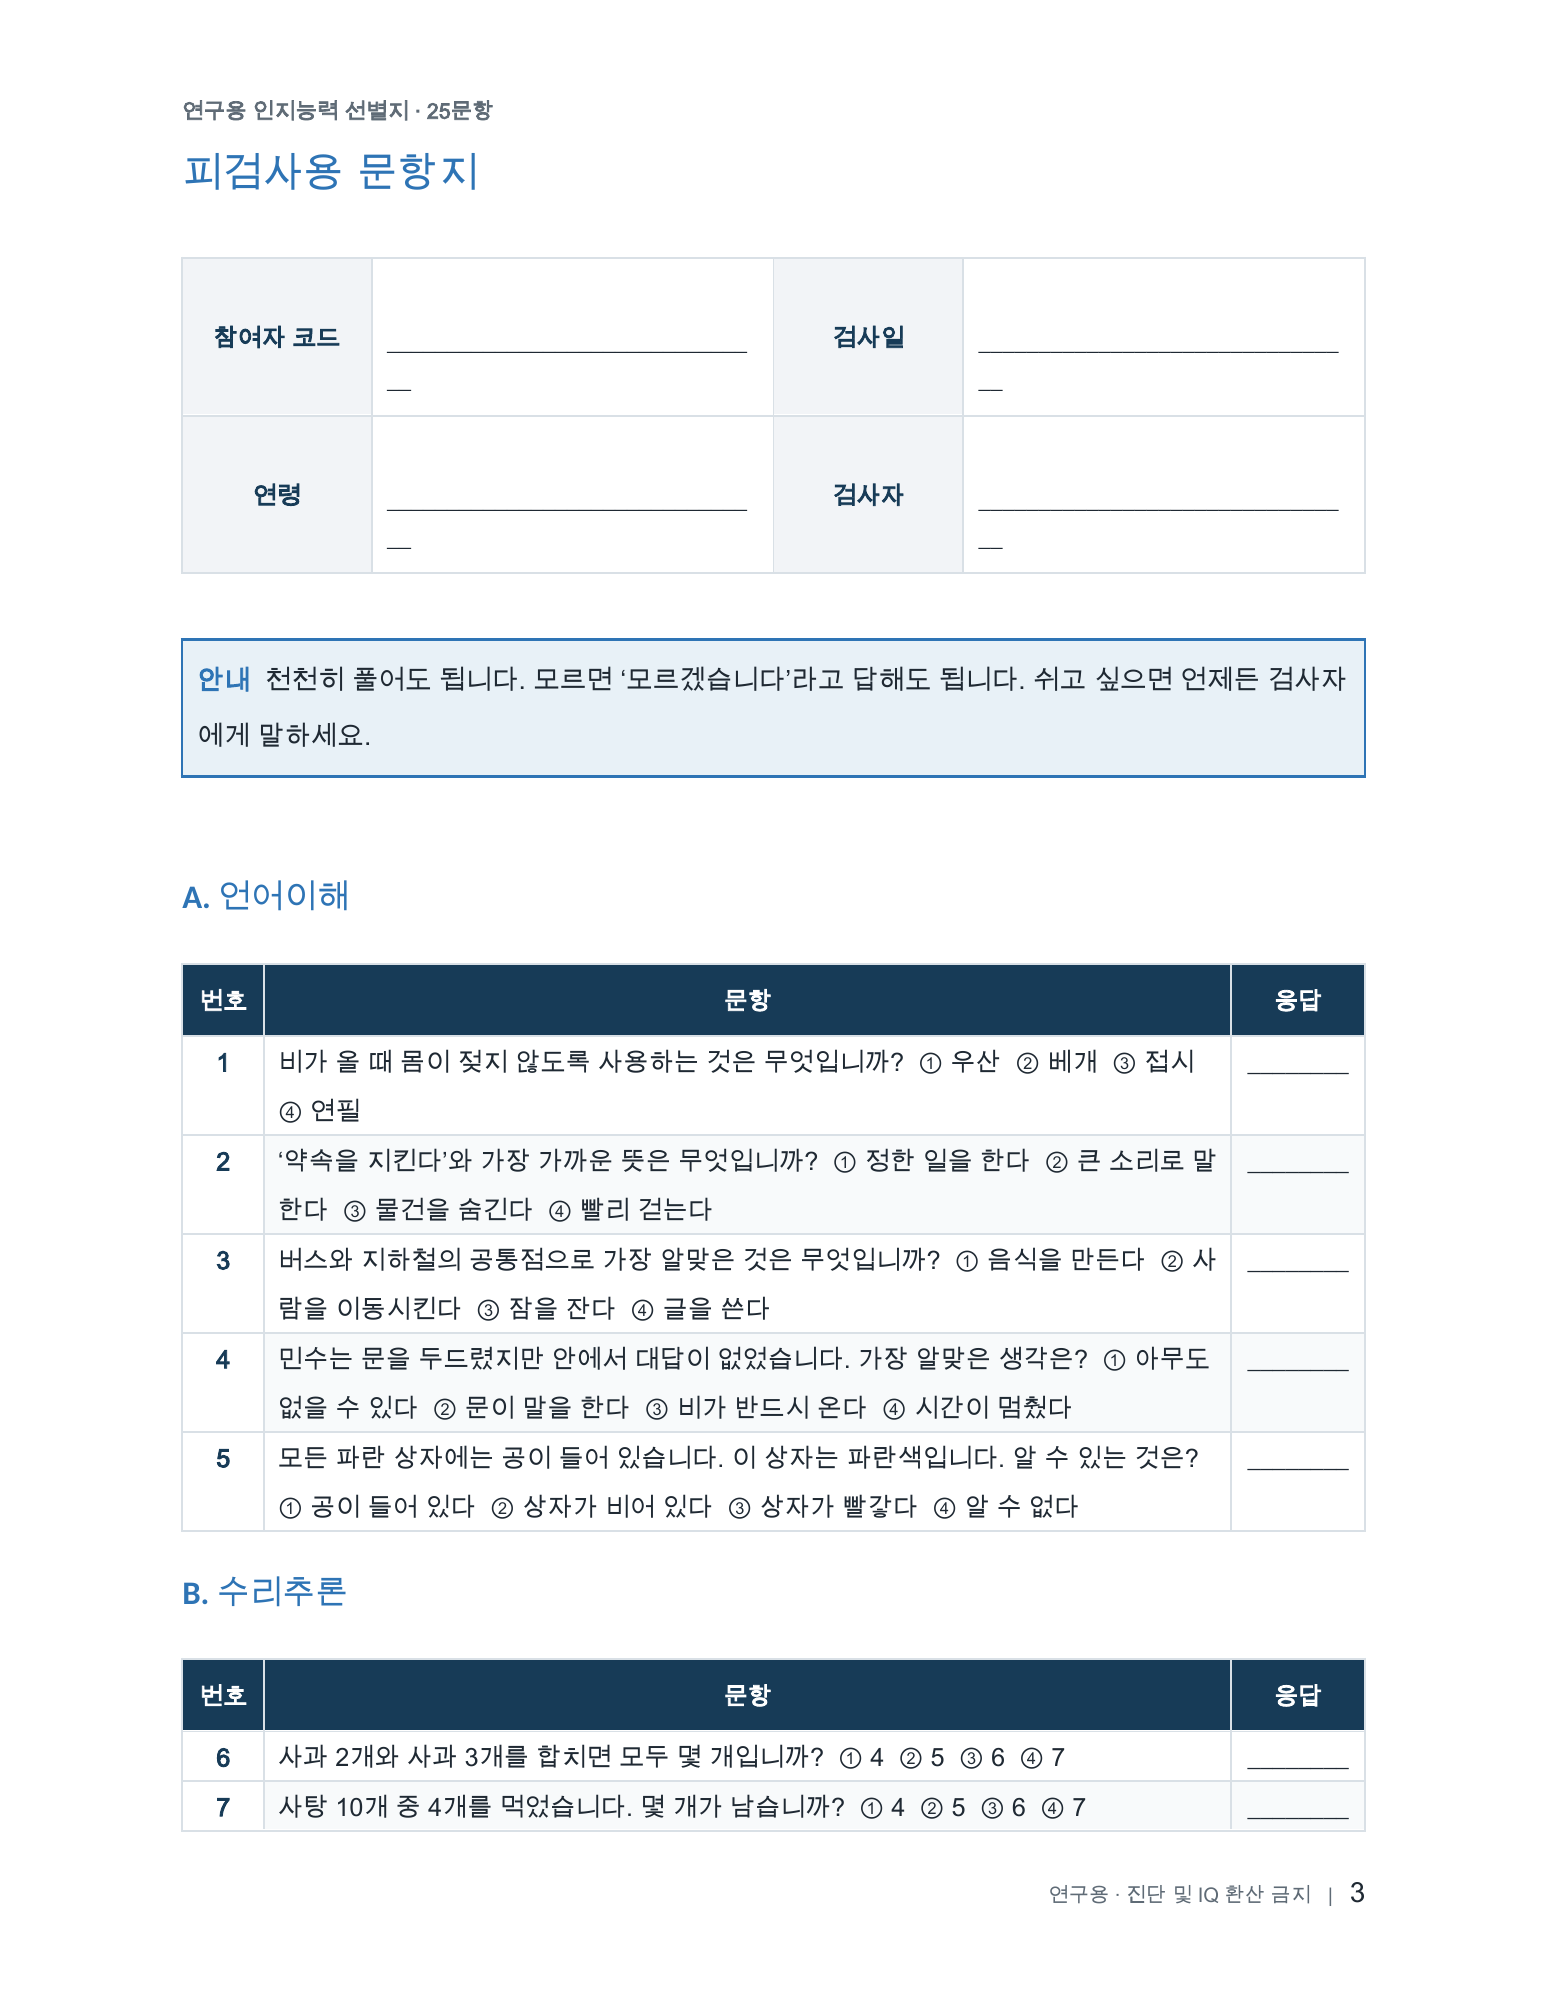 연구용 인지능력 선별지 · 25문항
피검사용 문항지
참여자 코드 ______________________________ 검사일 ______________________________
__ __
연령 ______________________________ 검사자 ______________________________
__ __
안내 천천히 풀어도 됩니다. 모르면 ‘모르겠습니다’라고 답해도 됩니다. 쉬고 싶으면 언제든 검사자
에게 말하세요.
A. 언어이해
번호 문항 응답
1 비가 올 때 몸이 젖지 않도록 사용하는 것은 무엇입니까? ① 우산 ② 베개 ③ 접시 ________
④ 연필
2 ‘약속을 지킨다’와 가장 가까운 뜻은 무엇입니까? ① 정한 일을 한다 ② 큰 소리로 말 ________
한다 ③ 물건을 숨긴다 ④ 빨리 걷는다
3 버스와 지하철의 공통점으로 가장 알맞은 것은 무엇입니까? ① 음식을 만든다 ② 사 ________
람을 이동시킨다 ③ 잠을 잔다 ④ 글을 쓴다
4 민수는 문을 두드렸지만 안에서 대답이 없었습니다. 가장 알맞은 생각은? ① 아무도 ________
없을 수 있다 ② 문이 말을 한다 ③ 비가 반드시 온다 ④ 시간이 멈췄다
5 모든 파란 상자에는 공이 들어 있습니다. 이 상자는 파란색입니다. 알 수 있는 것은? ________
① 공이 들어 있다 ② 상자가 비어 있다 ③ 상자가 빨갛다 ④ 알 수 없다
B. 수리추론
번호 문항 응답
6 사과 2개와 사과 3개를 합치면 모두 몇 개입니까? ① 4 ② 5 ③ 6 ④ 7 ________
7 사탕 10개 중 4개를 먹었습니다. 몇 개가 남습니까? ① 4 ② 5 ③ 6 ④ 7 ________
연구용 · 진단 및 IQ 환산 금지 | 3